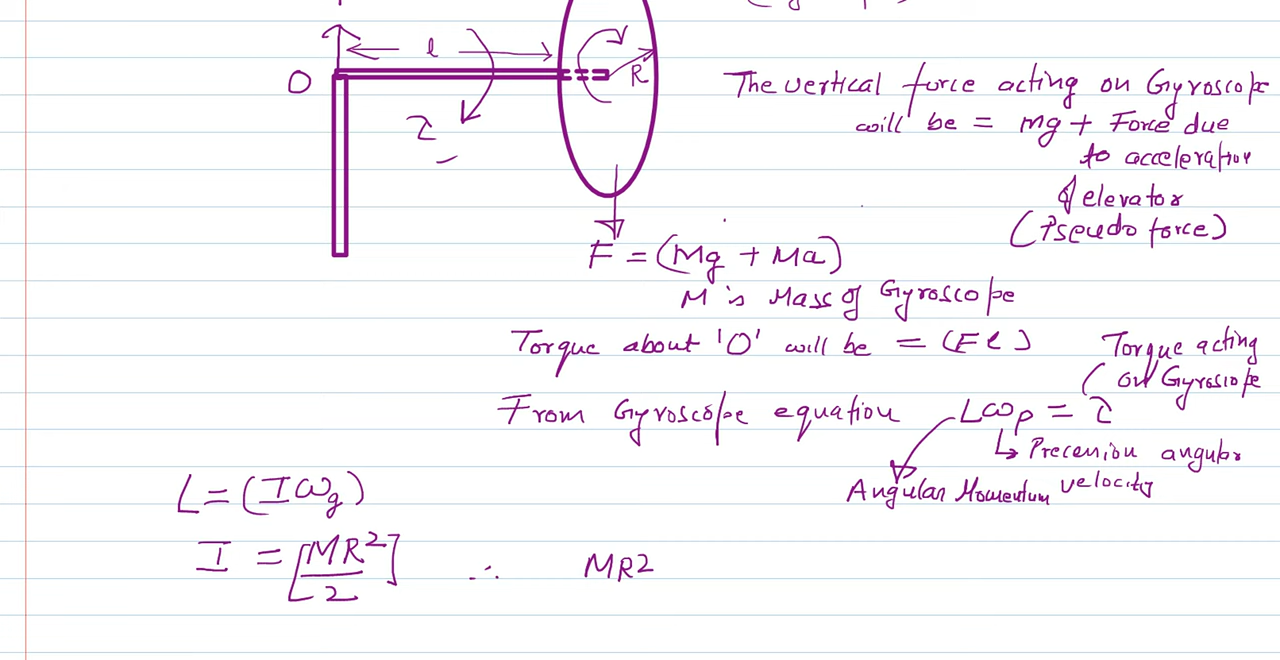 l
O
R
τ
The vertical force acting on Gyroscope
will be = mg + Force due
to acceleration
of elevator
(Pseudo force)
F = (Mg + Ma)
M is Mass of Gyroscope
Torque about 'O' will be = (Fl)
Torque acting
on Gyroscope
From Gyroscope equation Lωp = τ
↳ Precession angular
velocity
Angular Momentum
L = (Iωg)
I = [MR²/2] ∴ MR2